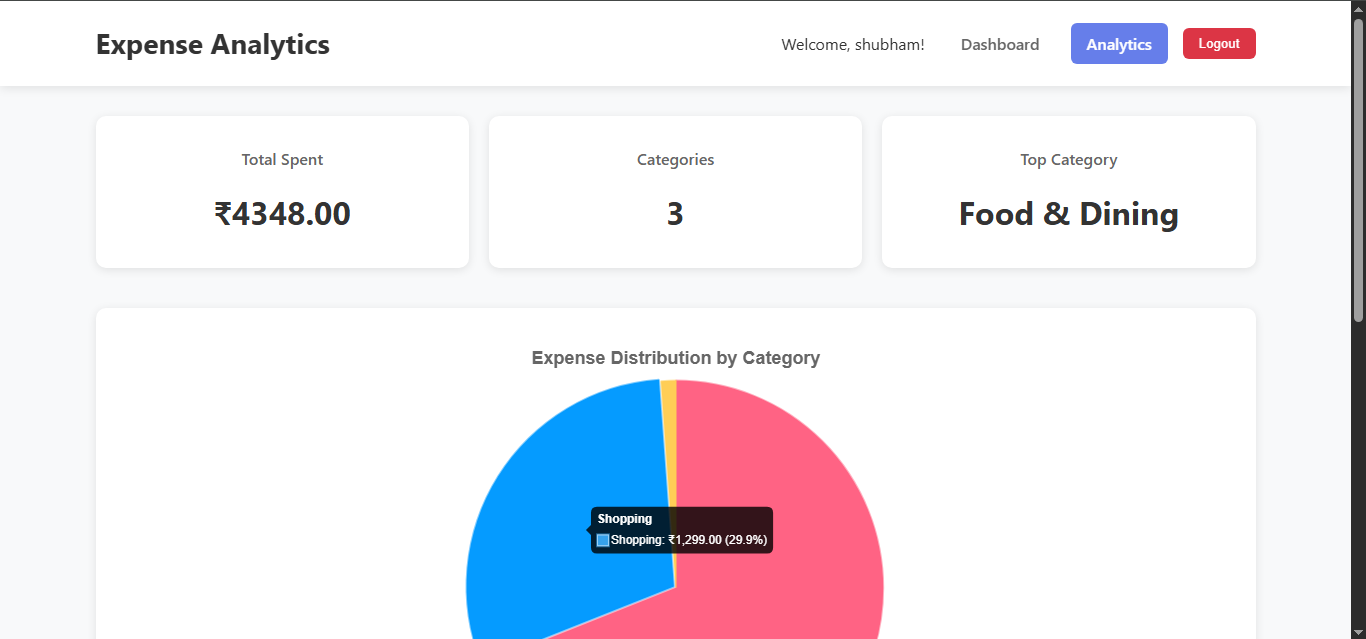 Expense Analytics
Welcome, shubham!
Dashboard
Analytics
Logout
Total Spent
₹4348.00
Categories
3
Top Category
Food & Dining
Expense Distribution by Category
Shopping
Shopping: ₹1,299.00 (29.9%)